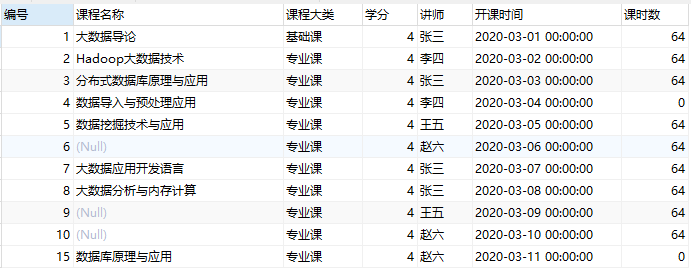 编号 课程名称 课程大类 学分 讲师 开课时间 课时数
1 大数据导论 基础课 4 张三 2020-03-01 00:00:00 64
2 Hadoop大数据技术 专业课 4 李四 2020-03-02 00:00:00 64
3 分布式数据库原理与应用 专业课 4 张三 2020-03-03 00:00:00 64
4 数据导入与预处理应用 专业课 4 李四 2020-03-04 00:00:00 0
5 数据挖掘技术与应用 专业课 4 王五 2020-03-05 00:00:00 64
6 (Null) 专业课 4 赵六 2020-03-06 00:00:00 64
7 大数据应用开发语言 专业课 4 张三 2020-03-07 00:00:00 64
8 大数据分析与内存计算 专业课 4 张三 2020-03-08 00:00:00 64
9 (Null) 专业课 4 王五 2020-03-09 00:00:00 64
10 (Null) 专业课 4 赵六 2020-03-10 00:00:00 64
15 数据库原理与应用 专业课 4 赵六 2020-03-11 00:00:00 0